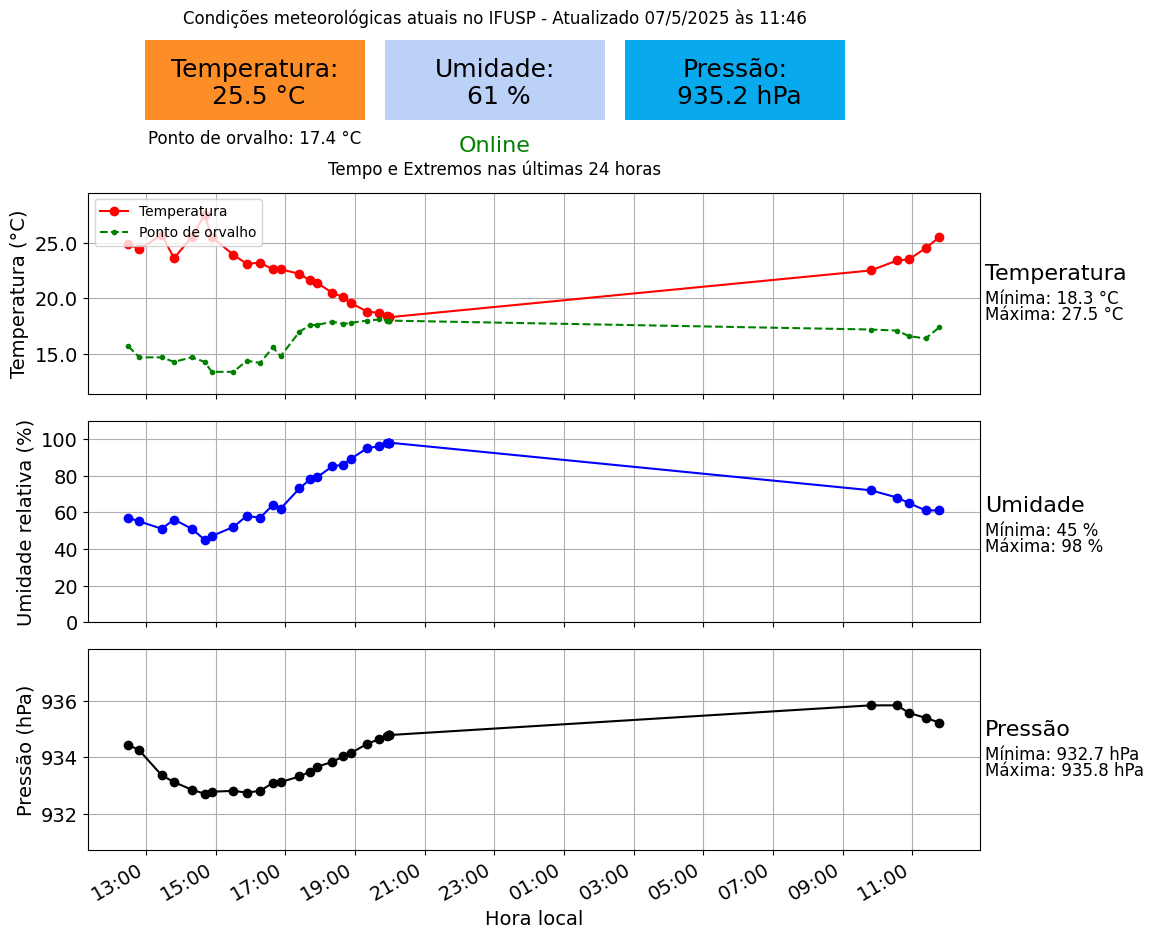 Condições meteorológicas atuais no IFUSP - Atualizado 07/5/2025 às 11:46
Temperatura:
25.5 °C
Umidade:
61 %
Pressão:
935.2 hPa
Ponto de orvalho: 17.4 °C
Online
Tempo e Extremos nas últimas 24 horas
Temperatura (°C)
25.0
20.0
15.0
Temperatura
Ponto de orvalho
Temperatura
Mínima: 18.3 °C
Máxima: 27.5 °C
Umidade relativa (%)
100
80
60
40
20
0
Umidade
Mínima: 45 %
Máxima: 98 %
Pressão (hPa)
936
934
932
Pressão
Mínima: 932.7 hPa
Máxima: 935.8 hPa
13:00 15:00 17:00 19:00 21:00 23:00 01:00 03:00 05:00 07:00 09:00 11:00
Hora local